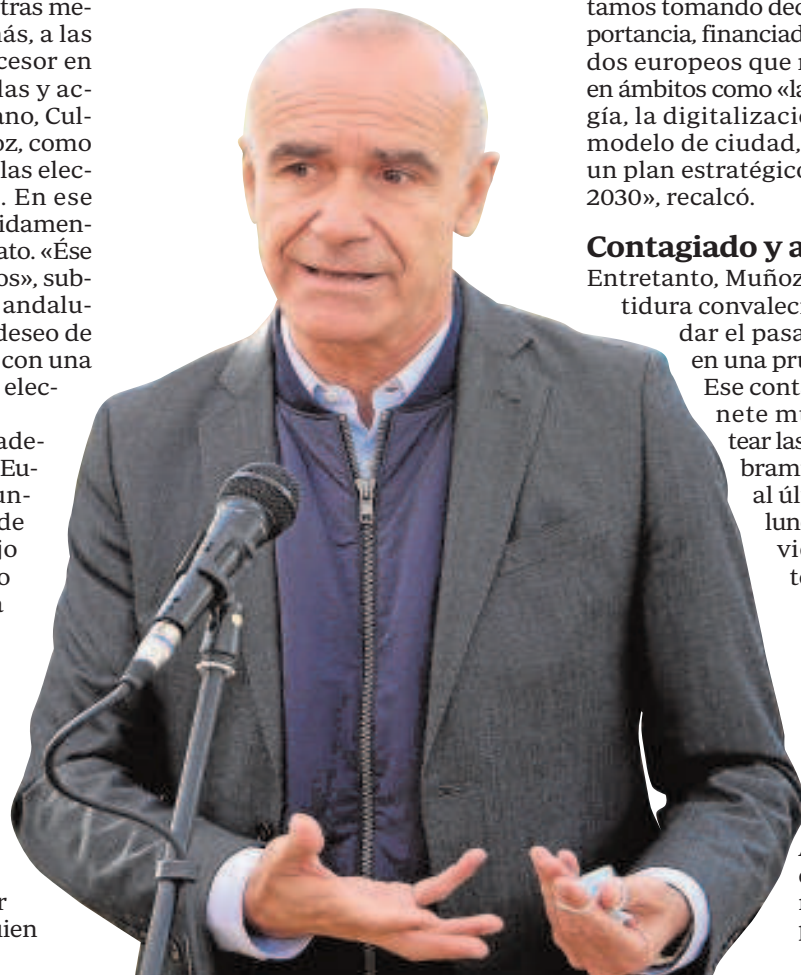 tras me-
ás, a las
cesor en
las y ac-
ano, Cul-
oz, como
las elec-
. En ese
idamen-
ato. «Ése
os», sub-
andalu-
deseo de
con una
elec-
ade-
Eu-
un-
de
jo
o
a
r
uien
tamos tomando dec
portancia, financiad
dos europeos que
en ámbitos como «la
gía, la digitalizació
modelo de ciudad,
un plan estratégico
2030», recalcó.
Contagiado y a
Entretanto, Muñoz
tidura convaleci
dar el pasa
en una pru
Ese cont
nete mu
tear las
bram
al úl
lun
vie
te